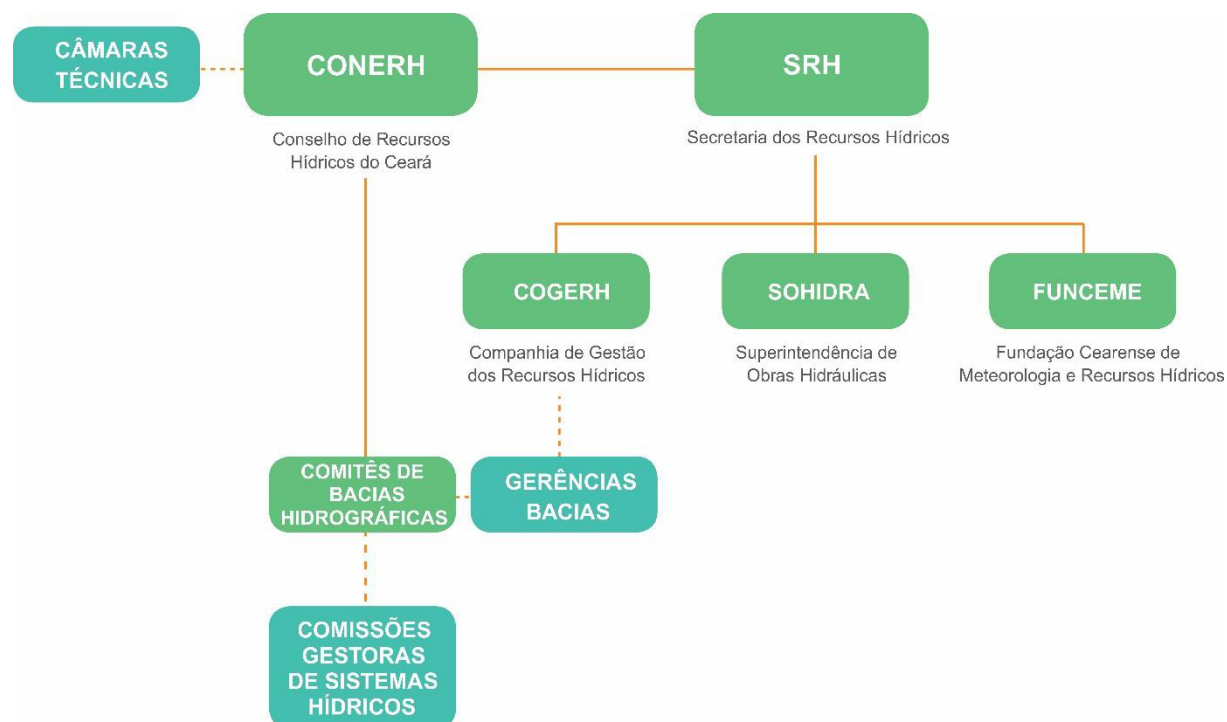 CÂMARAS
TÉCNICAS
CONERH
SRH
Conselho de Recursos
Hídricos do Ceará
Secretaria dos Recursos Hídricos
COGERH
SOHIDRA
FUNCEME
Companhia de Gestão
dos Recursos Hídricos
Superintendência de
Obras Hidráulicas
Fundação Cearense de
Meteorologia e Recursos Hídricos
COMITÊS DE
BACIAS
HIDROGRÁFICAS
GERÊNCIAS
BACIAS
COMISSÕES
GESTORAS
DE SISTEMAS
HÍDRICOS